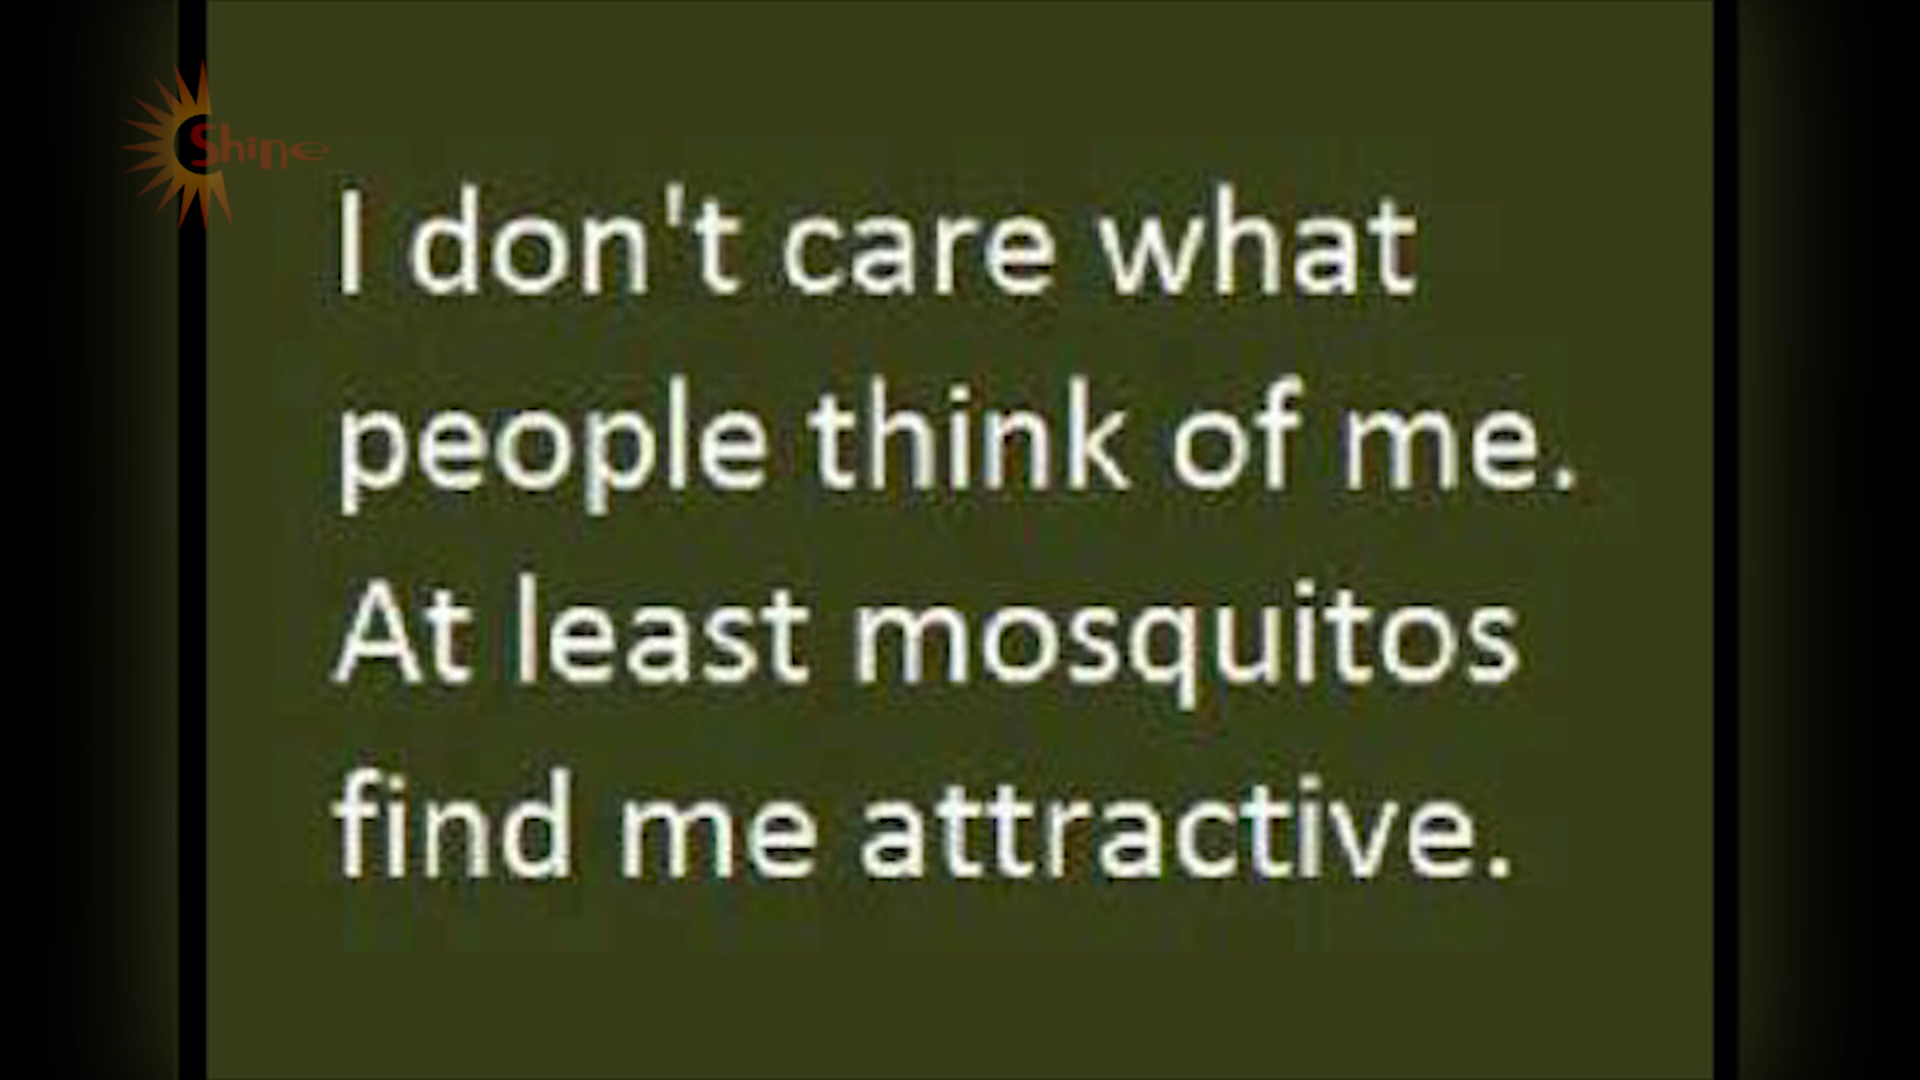 Shine
I don't care what
people think of me.
At least mosquitos
find me attractive.